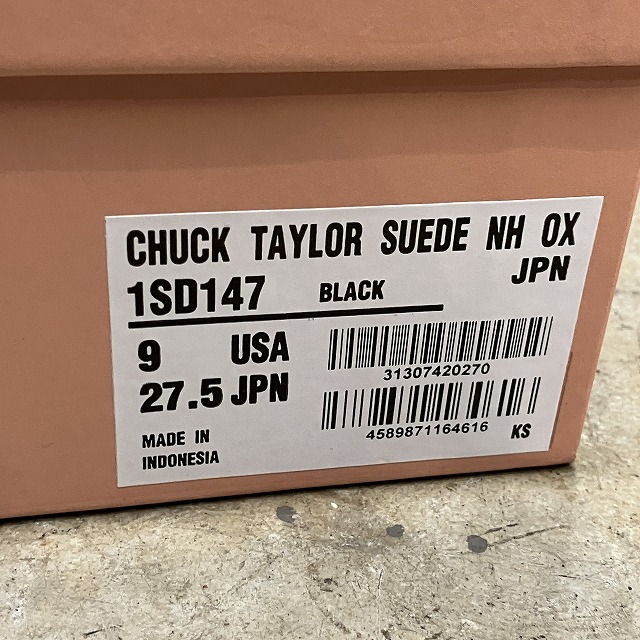 CHUCK TAYLOR SUEDE NH OX
JPN
1SD147 BLACK
9 USA
27.5 JPN
31307420270
4589871164616
KS
MADE IN
INDONESIA